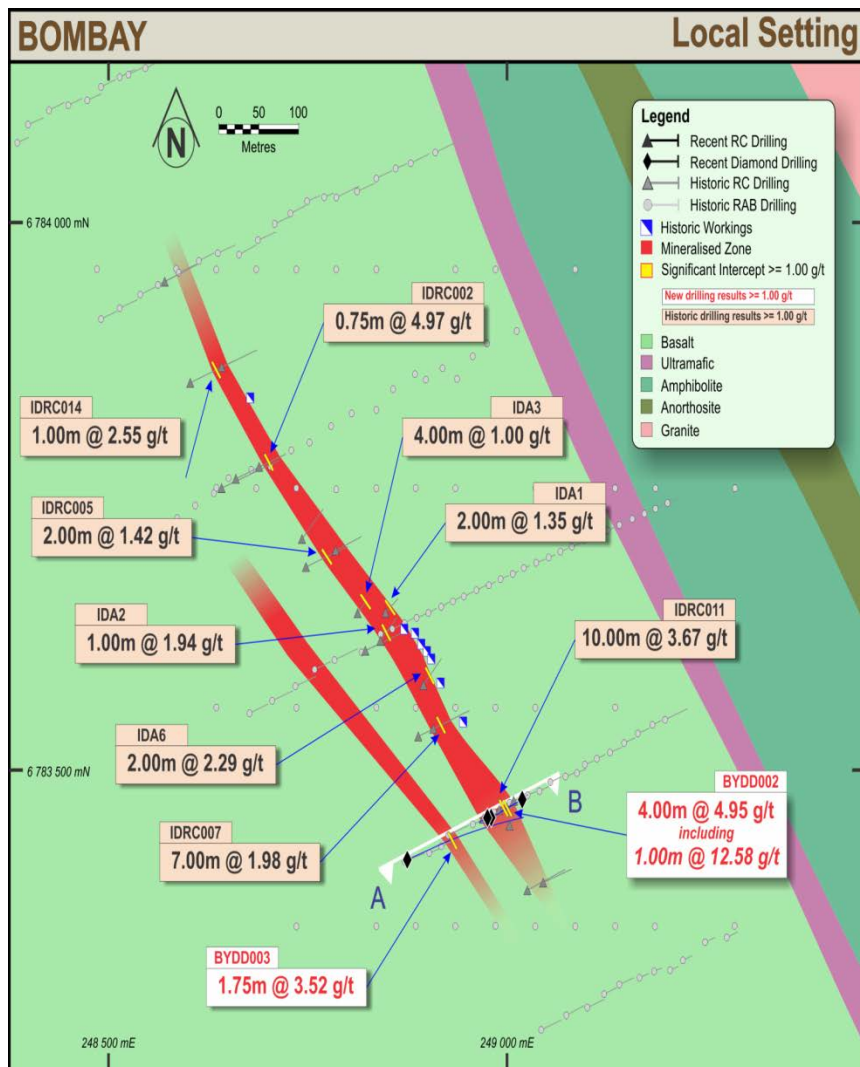 BOMBAY
Local Setting
N
0 50 100
Metres
Legend
Recent RC Drilling
Recent Diamond Drilling
Historic RC Drilling
Historic RAB Drilling
Historic Workings
Mineralised Zone
Significant Intercept >= 1.00 g/t
New drilling results >= 1.00 g/t
Historic drilling results >= 1.00 g/t
Basalt
Ultramafic
Amphibolite
Anorthosite
Granite
6 784 000 mN
IDRC002
0.75m @ 4.97 g/t
IDRC014
1.00m @ 2.55 g/t
IDA3
4.00m @ 1.00 g/t
IDA1
2.00m @ 1.35 g/t
IDRC005
2.00m @ 1.42 g/t
IDA2
1.00m @ 1.94 g/t
IDRC011
10.00m @ 3.67 g/t
IDA6
2.00m @ 2.29 g/t
6 783 500 mN
BYDD002
4.00m @ 4.95 g/t
including
1.00m @ 12.58 g/t
B
IDRC007
7.00m @ 1.98 g/t
A
BYDD003
1.75m @ 3.52 g/t
248 500 mE
249 000 mE